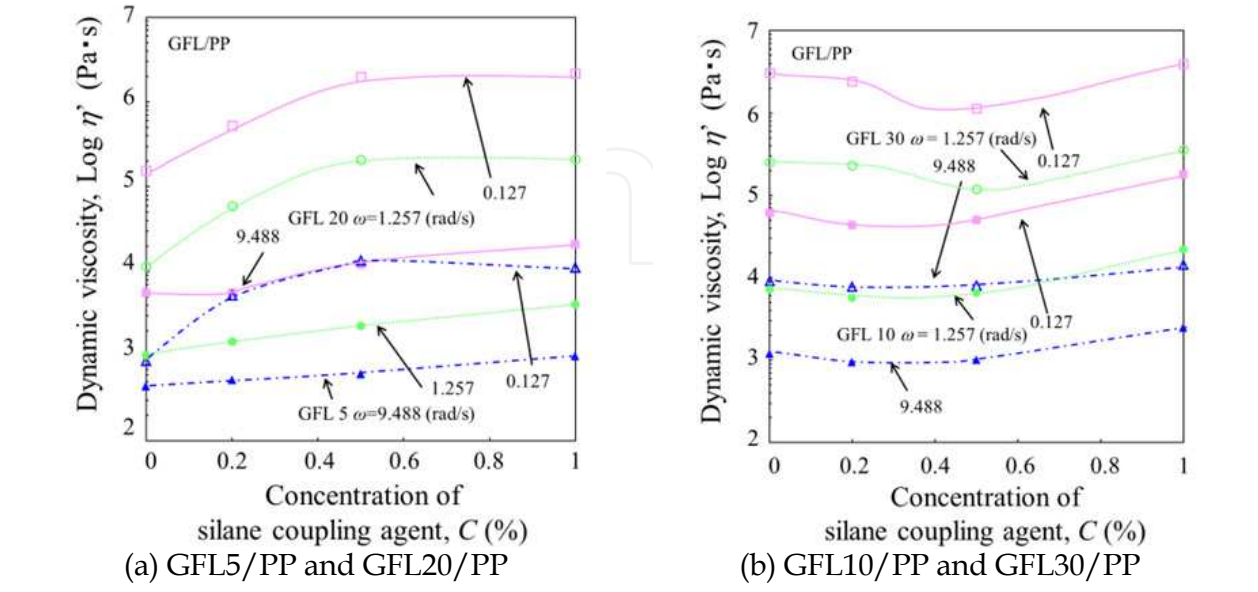 GFL/PP
Dynamic viscosity, Log η’ (Pa・s)
7
6
5
4
3
2
0.127
GFL 20 ω=1.257 (rad/s)
9.488
1.257
0.127
GFL 5 ω=9.488 (rad/s)
0 0.2 0.4 0.6 0.8 1
Concentration of
silane coupling agent, C (%)
(a) GFL5/PP and GFL20/PP
GFL/PP
Dynamic viscosity, Log η’ (Pa・s)
7
6
5
4
3
2
GFL 30 ω = 1.257 (rad/s)
9.488
0.127
0.127
GFL 10 ω = 1.257 (rad/s)
9.488
0 0.2 0.4 0.6 0.8 1
Concentration of
silane coupling agent, C (%)
(b) GFL10/PP and GFL30/PP